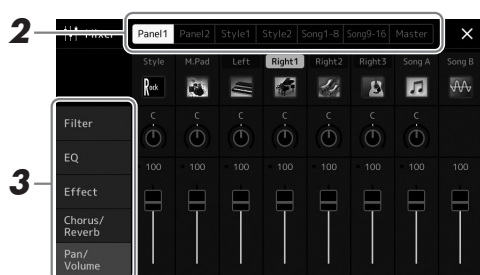 2
Mixer Panel1 Panel2 Style1 Style2 Song1-8 Song9-16 Master ×
Style M.Pad Left Right1 Right2 Right3 Song A Song B
Rock
C C C C C C C
3
Filter
EQ
Effect
Chorus/
Reverb
Pan/
Volume
100 100 100 100 100 100 100 100